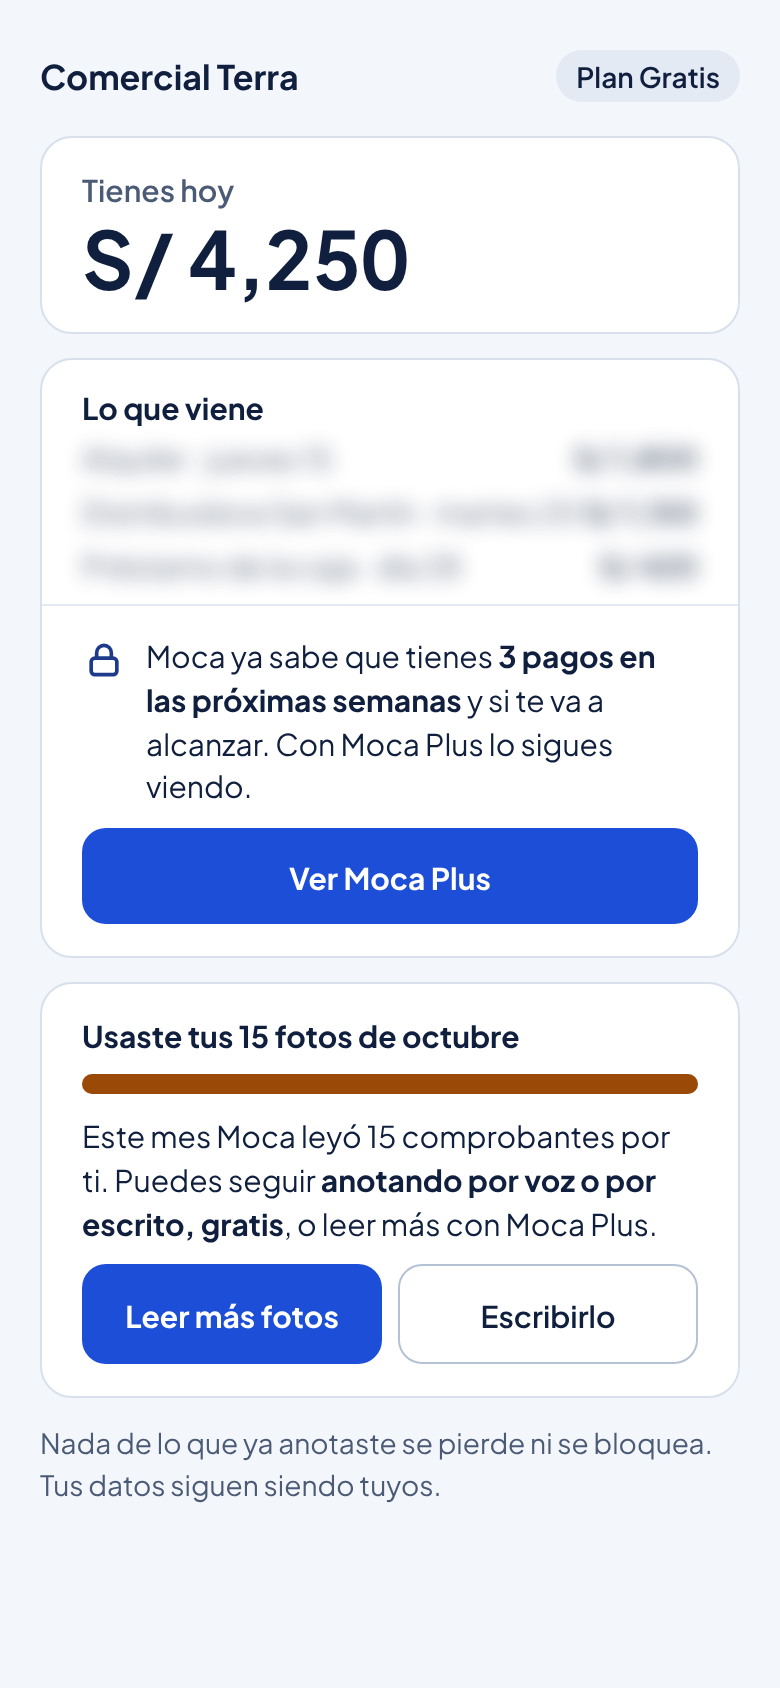 Comercial Terra
Plan Gratis
Tienes hoy
S/ 4,250
Lo que viene
Moca ya sabe que tienes 3 pagos en
las próximas semanas y si te va a
alcanzar. Con Moca Plus lo sigues
viendo.
Ver Moca Plus
Usaste tus 15 fotos de octubre
Este mes Moca leyó 15 comprobantes por
ti. Puedes seguir anotando por voz o por
escrito, gratis, o leer más con Moca Plus.
Leer más fotos
Escribirlo
Nada de lo que ya anotaste se pierde ni se bloquea.
Tus datos siguen siendo tuyos.